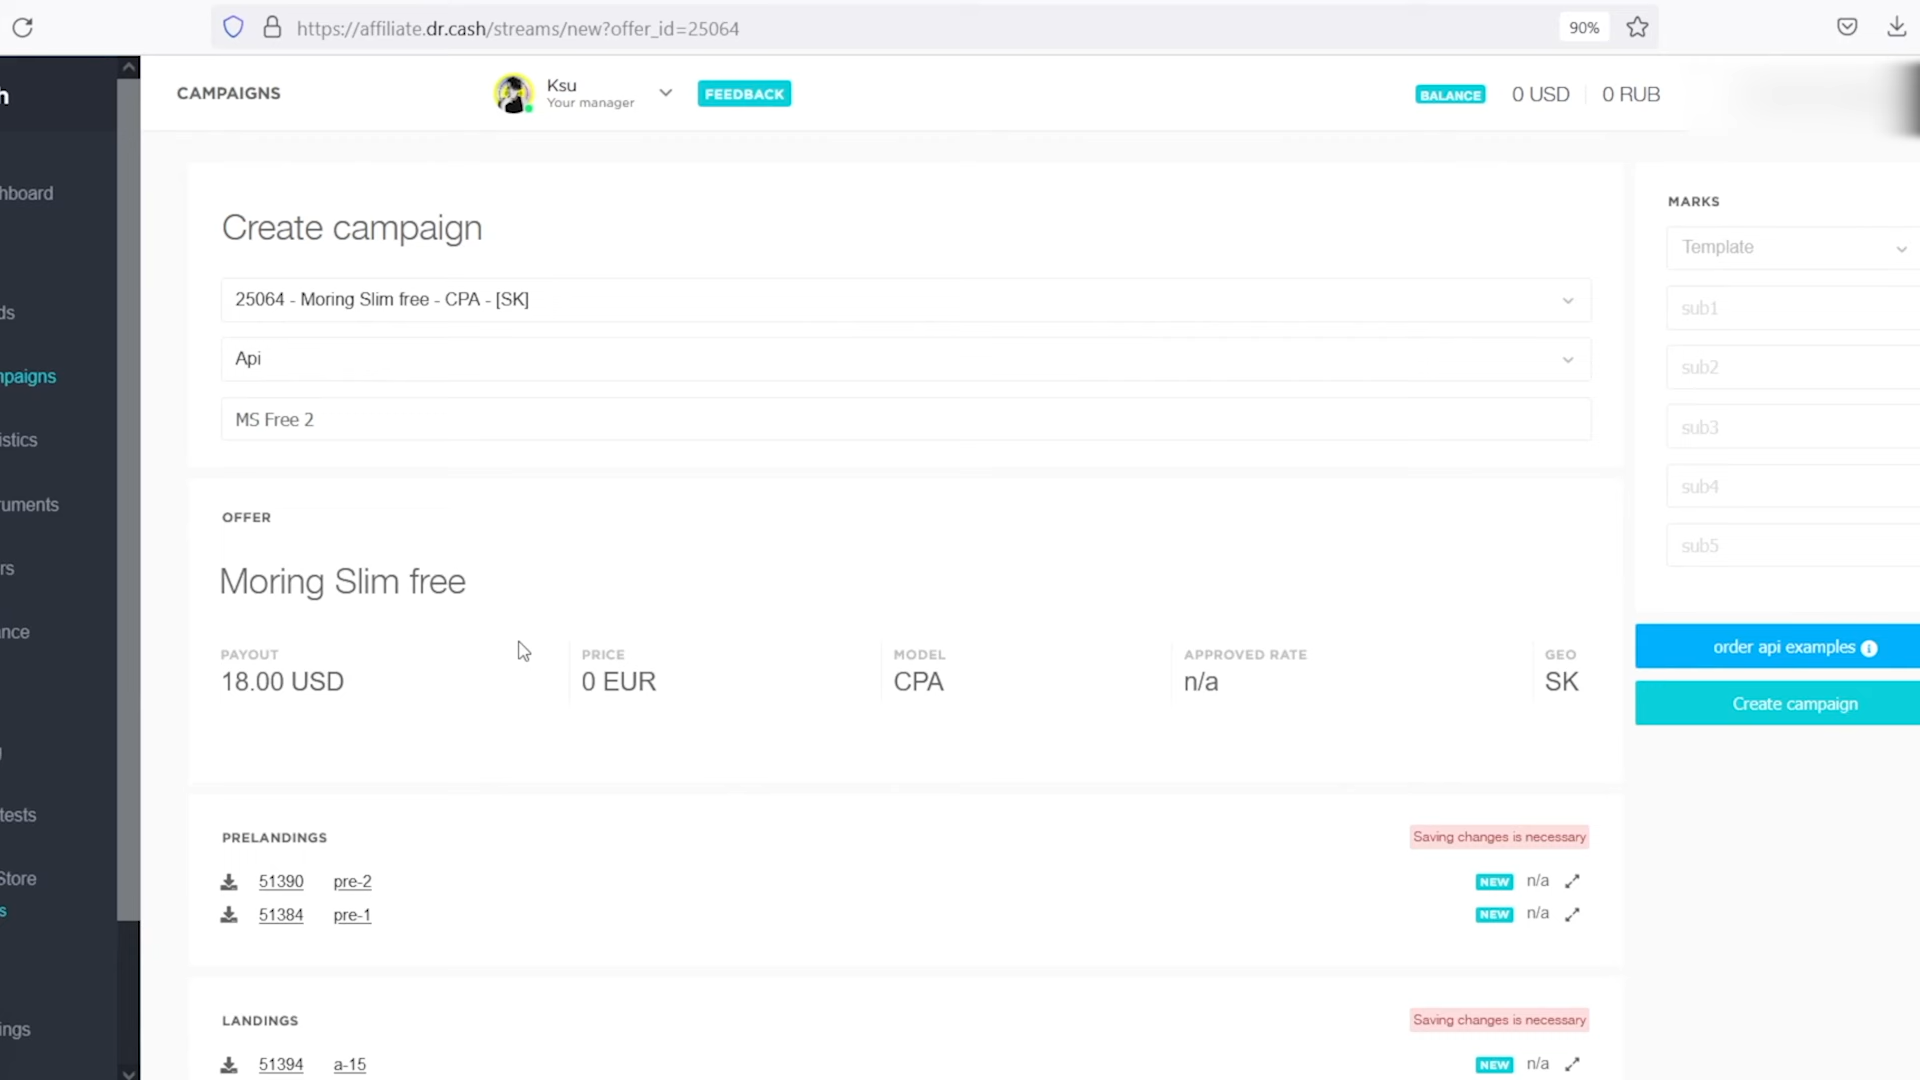 https://affiliate.dr.cash/streams/new?offer_id=25064
90%
h
CAMPAIGNS
Ksu
Your manager
FEEDBACK
BALANCE
0 USD
0 RUB
hboard
ds
npaigns
istics
ruments
rs
ance
tests
Store
s
ings
Create campaign
25064 - Moring Slim free - CPA - [SK]
Api
MS Free 2
OFFER
Moring Slim free
PAYOUT
18.00 USD
PRICE
0 EUR
MODEL
CPA
APPROVED RATE
n/a
GEO
SK
PRELANDINGS
Saving changes is necessary
51390 pre-2 NEW n/a
51384 pre-1 NEW n/a
LANDINGS
Saving changes is necessary
51394 a-15 NEW n/a
MARKS
Template
sub1
sub2
sub3
sub4
sub5
order api examples
Create campaign